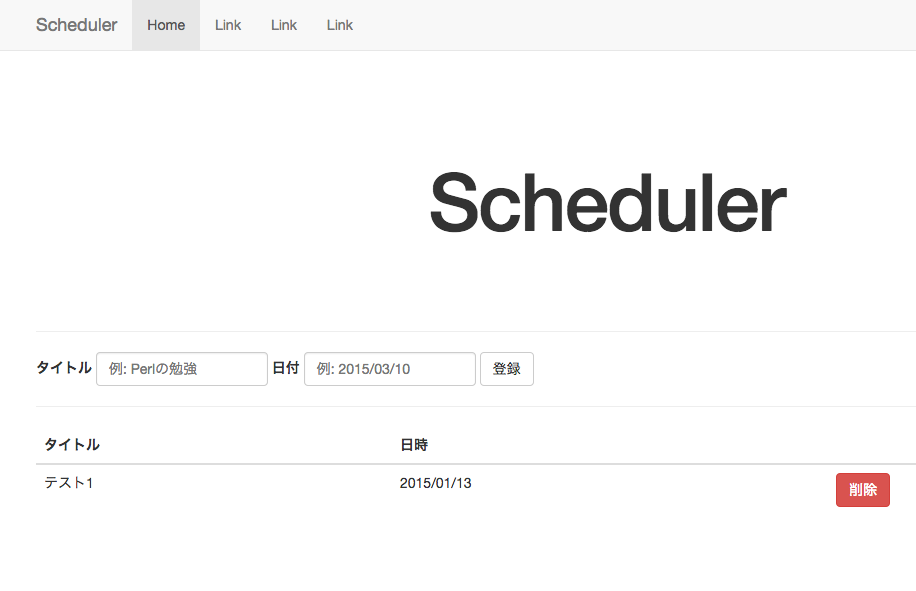 Scheduler Home Link Link Link
Scheduler
タイトル 例: Perlの勉強 日付 例: 2015/03/10 登録
タイトル 日時
テスト1 2015/01/13 削除